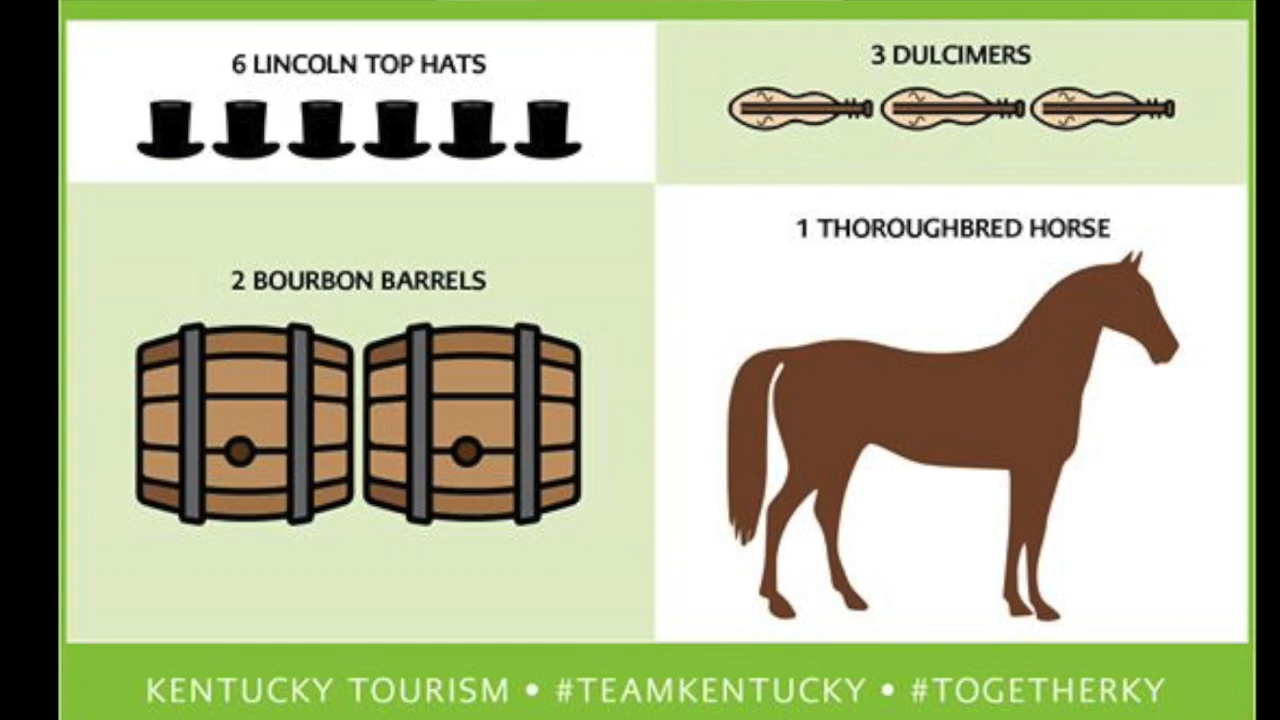 6 LINCOLN TOP HATS
3 DULCIMERS
2 BOURBON BARRELS
1 THOROUGHBRED HORSE
KENTUCKY TOURISM • #TEAMKENTUCKY • #TOGETHERKY